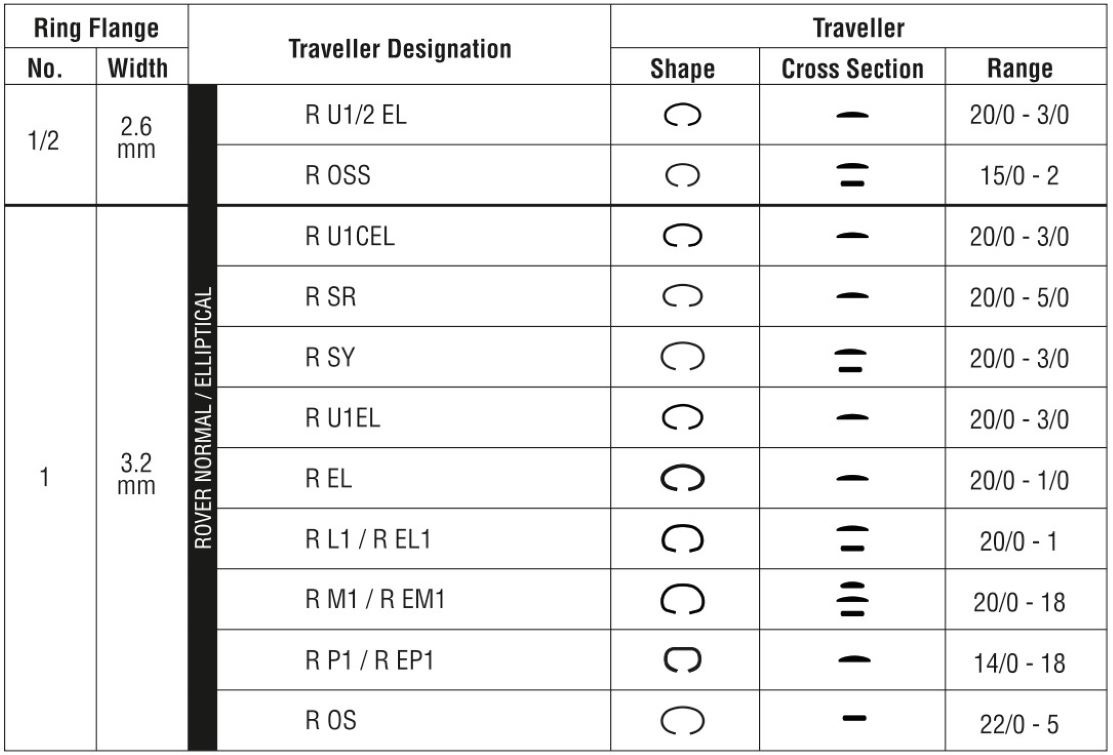 Ring Flange
Traveller Designation
Traveller
No.
Width
Shape
Cross Section
Range
1/2
2.6
mm
ROVER NORMAL / ELLIPTICAL
R U1/2 EL
20/0 - 3/0
R OSS
15/0 - 2
1
3.2
mm
R U1CEL
20/0 - 3/0
R SR
20/0 - 5/0
R SY
20/0 - 3/0
R U1EL
20/0 - 3/0
R EL
20/0 - 1/0
R L1 / R EL1
20/0 - 1
R M1 / R EM1
20/0 - 18
R P1 / R EP1
14/0 - 18
R OS
22/0 - 5